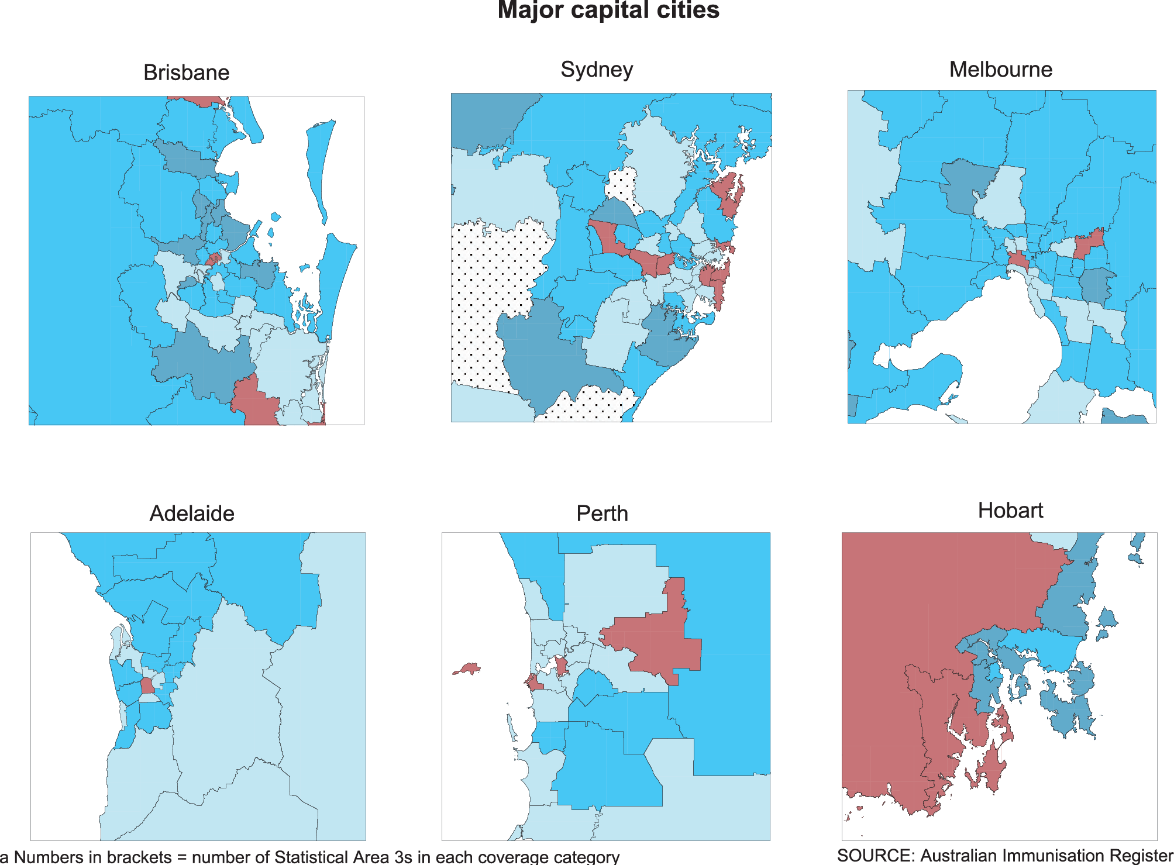 Major capital cities
Brisbane
Sydney
Melbourne
Adelaide
Perth
Hobart
a Numbers in brackets = number of Statistical Area 3s in each coverage category
SOURCE: Australian Immunisation Register